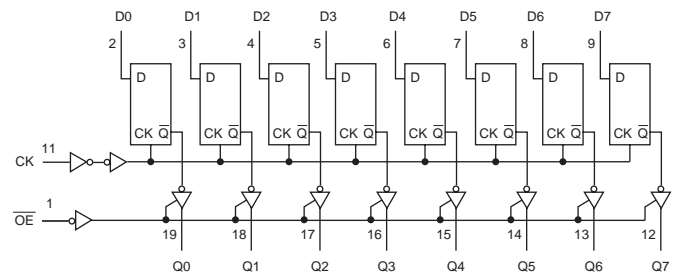 D0 D1 D2 D3 D4 D5 D6 D7
2 3 4 5 6 7 8 9
D D D D D D D D
CK Q̅ CK Q̅ CK Q̅ CK Q̅ CK Q̅ CK Q̅ CK Q̅ CK Q̅
CK 11
O̅E̅ 1
19 18 17 16 15 14 13 12
Q0 Q1 Q2 Q3 Q4 Q5 Q6 Q7